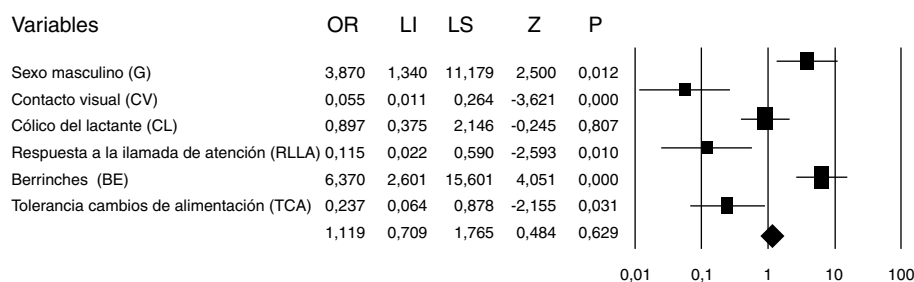 Variables OR LI LS Z P
Sexo masculino (G) 3,870 1,340 11,179 2,500 0,012
Contacto visual (CV) 0,055 0,011 0,264 -3,621 0,000
Cólico del lactante (CL) 0,897 0,375 2,146 -0,245 0,807
Respuesta a la ilamada de atención (RLLA) 0,115 0,022 0,590 -2,593 0,010
Berrinches (BE) 6,370 2,601 15,601 4,051 0,000
Tolerancia cambios de alimentación (TCA) 0,237 0,064 0,878 -2,155 0,031
1,119 0,709 1,765 0,484 0,629
0,01 0,1 1 10 100